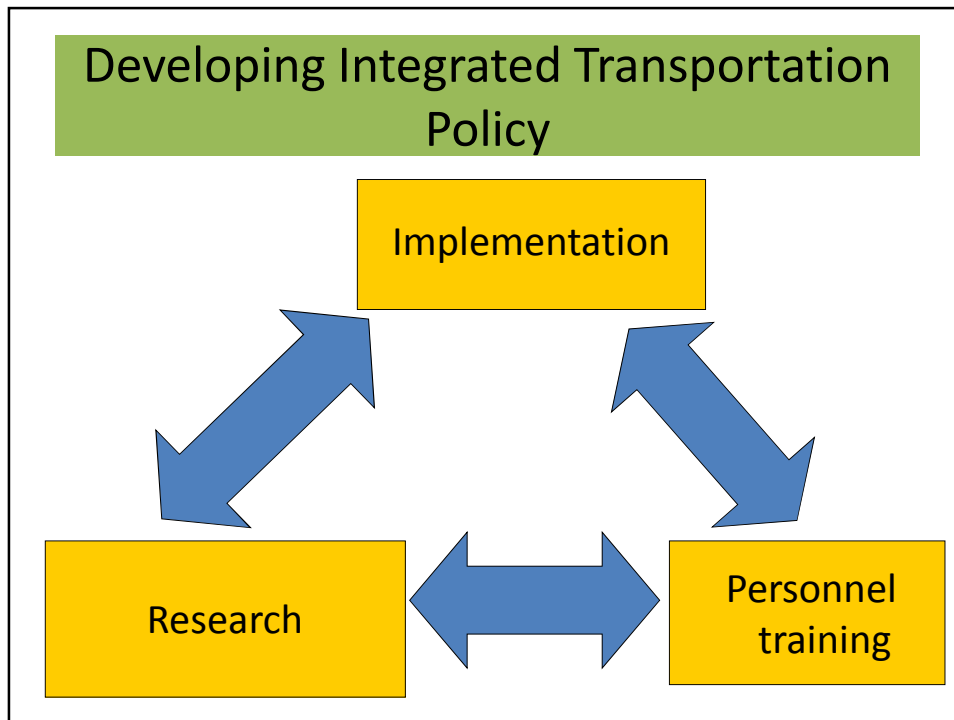 Developing Integrated Transportation
Policy
Implementation
Research
Personnel
training